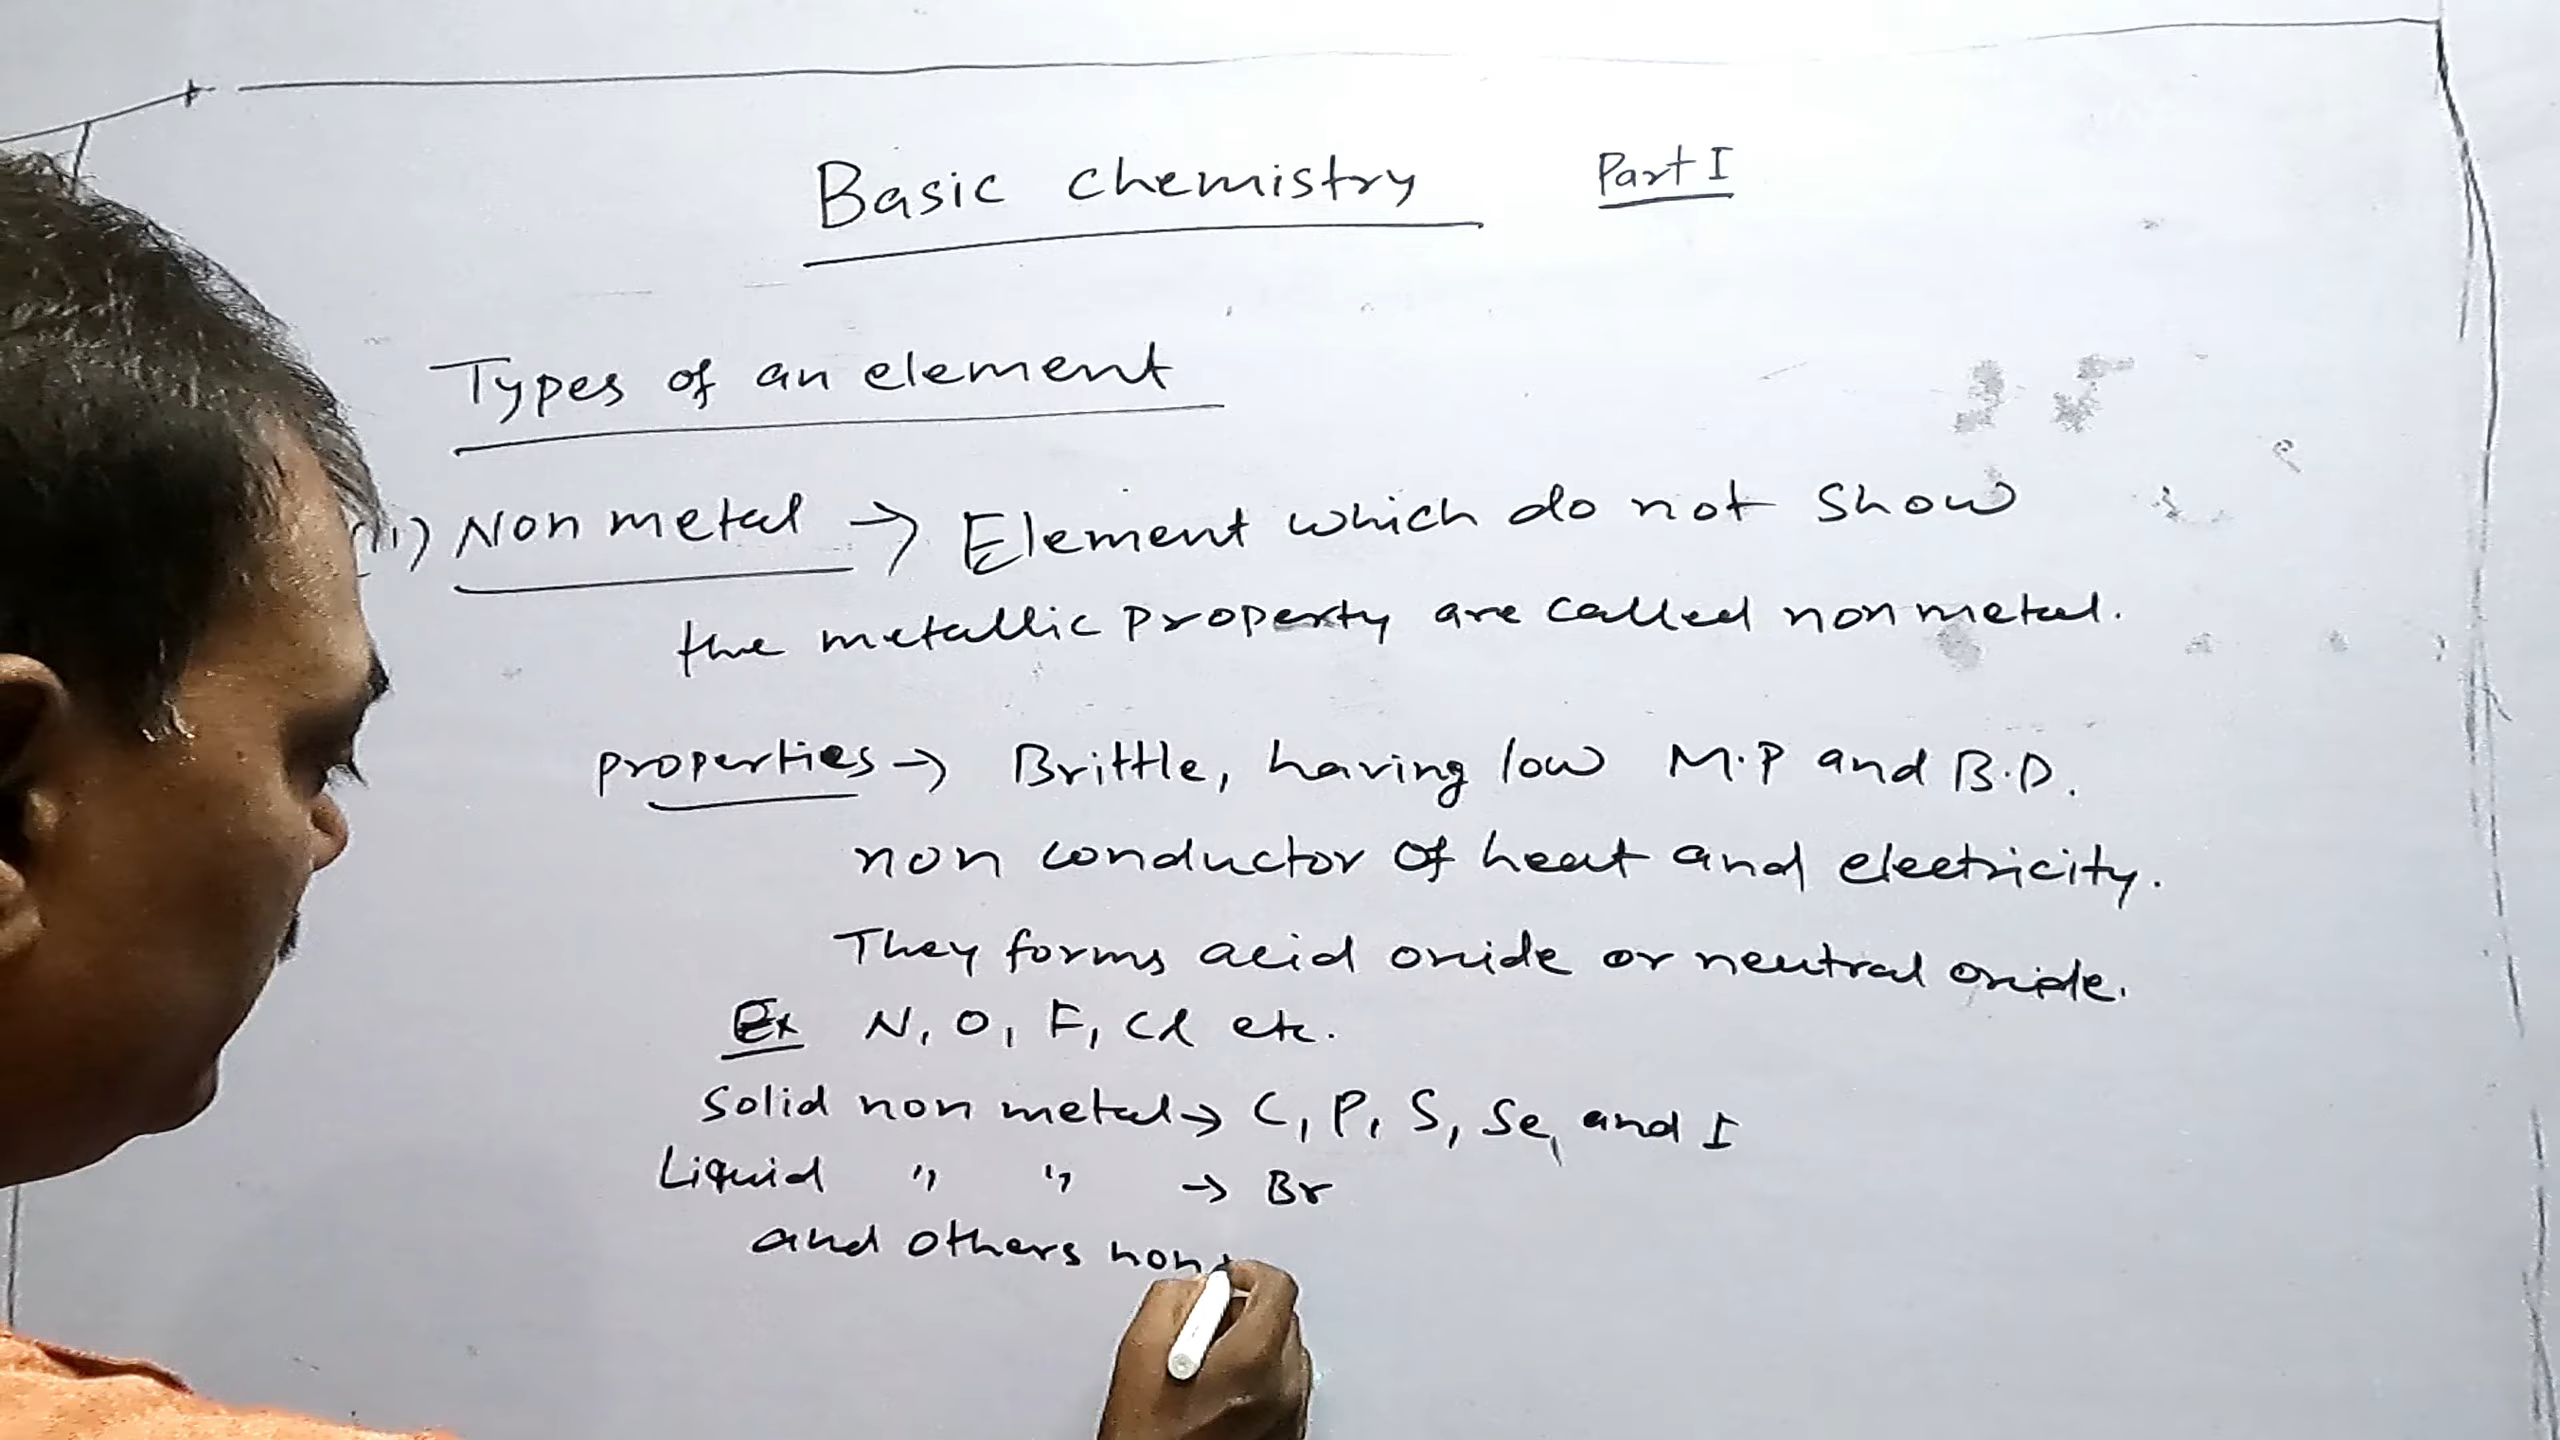 Basic chemistry Part I
Types of an element
(ii) Non metal → Element which do not show
the metallic property are called non metal.
properties → Brittle, having low M.P and B.D.
non conductor of heat and electricity.
They forms acid oxide or neutral oxide.
Ex N, O, F, Cl etc.
Solid non metal → C, P, S, Se, and I
Liquid " " → Br
and others non